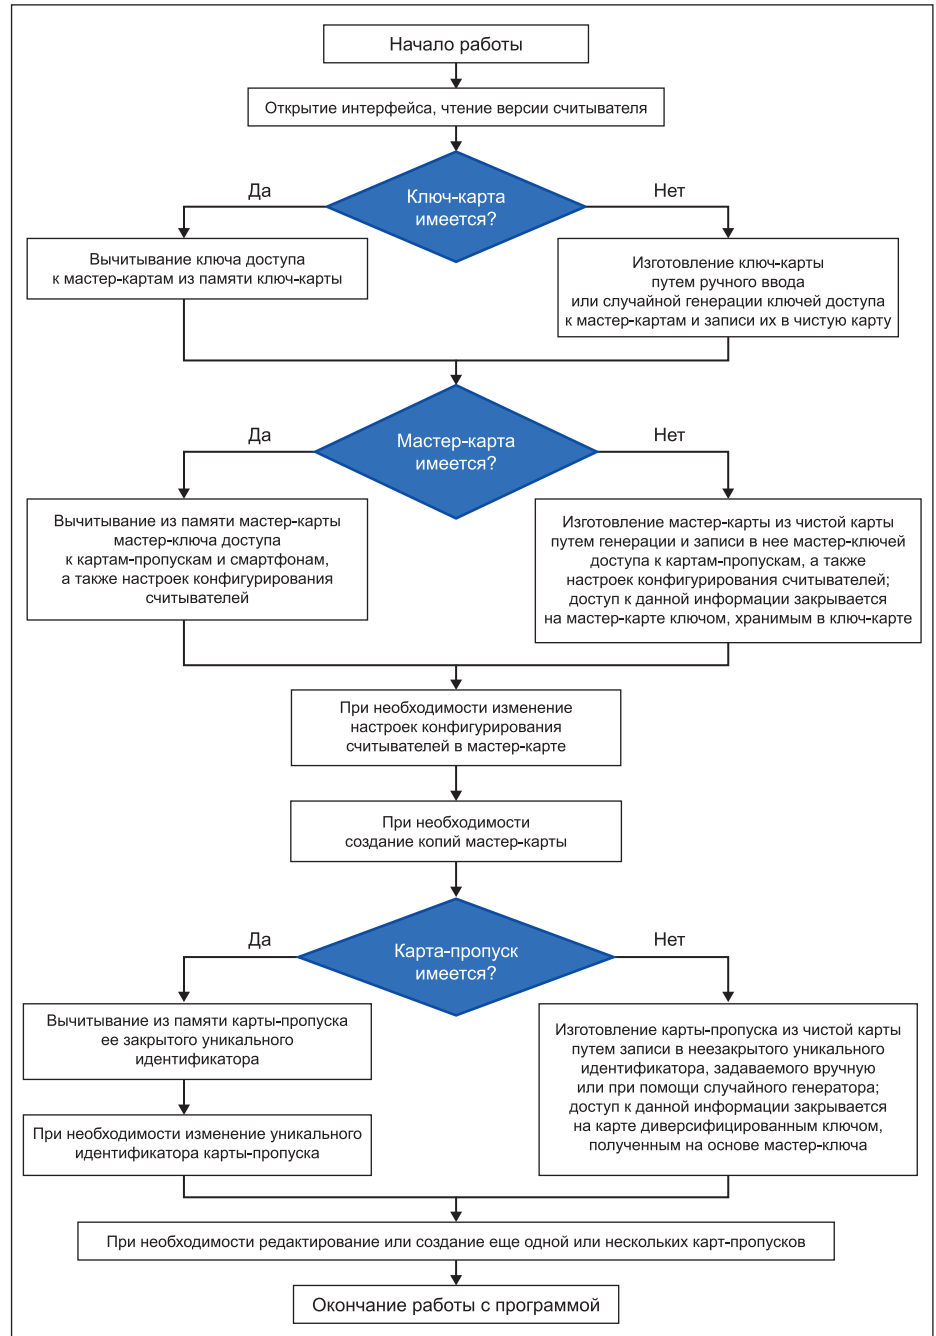 Начало работы
Открытие интерфейса, чтение версии считывателя
Ключ-карта
имеется?
Да
Нет
Вычитывание ключа доступа
к мастер-картам из памяти ключ-карты
Изготовление ключ-карты
путем ручного ввода
или случайной генерации ключей доступа
к мастер-картам и записи их в чистую карту
Мастер-карта
имеется?
Да
Нет
Вычитывание из памяти мастер-карты
мастер-ключа доступа
к картам-пропускам и смартфонам,
а также настроек конфигурирования
считывателей
Изготовление мастер-карты из чистой карты
путем генерации и записи в нее мастер-ключей
доступа к картам-пропускам, а также
настроек конфигурирования считывателей;
доступ к данной информации закрывается
на мастер-карте ключом, хранимым в ключ-карте
При необходимости изменение
настроек конфигурирования
считывателей в мастер-карте
При необходимости
создание копий мастер-карты
Карта-пропуск
имеется?
Да
Нет
Вычитывание из памяти карты-пропуска
ее закрытого уникального
идентификатора
При необходимости изменение уникального
идентификатора карты-пропуска
Изготовление карты-пропуска из чистой карты
путем записи в неезакрытого уникального
идентификатора, задаваемого вручную
или при помощи случайного генератора;
доступ к данной информации закрывается
на карте диверсифицированным ключом,
полученным на основе мастер-ключа
При необходимости редактирование или создание еще одной или нескольких карт-пропусков
Окончание работы с программой